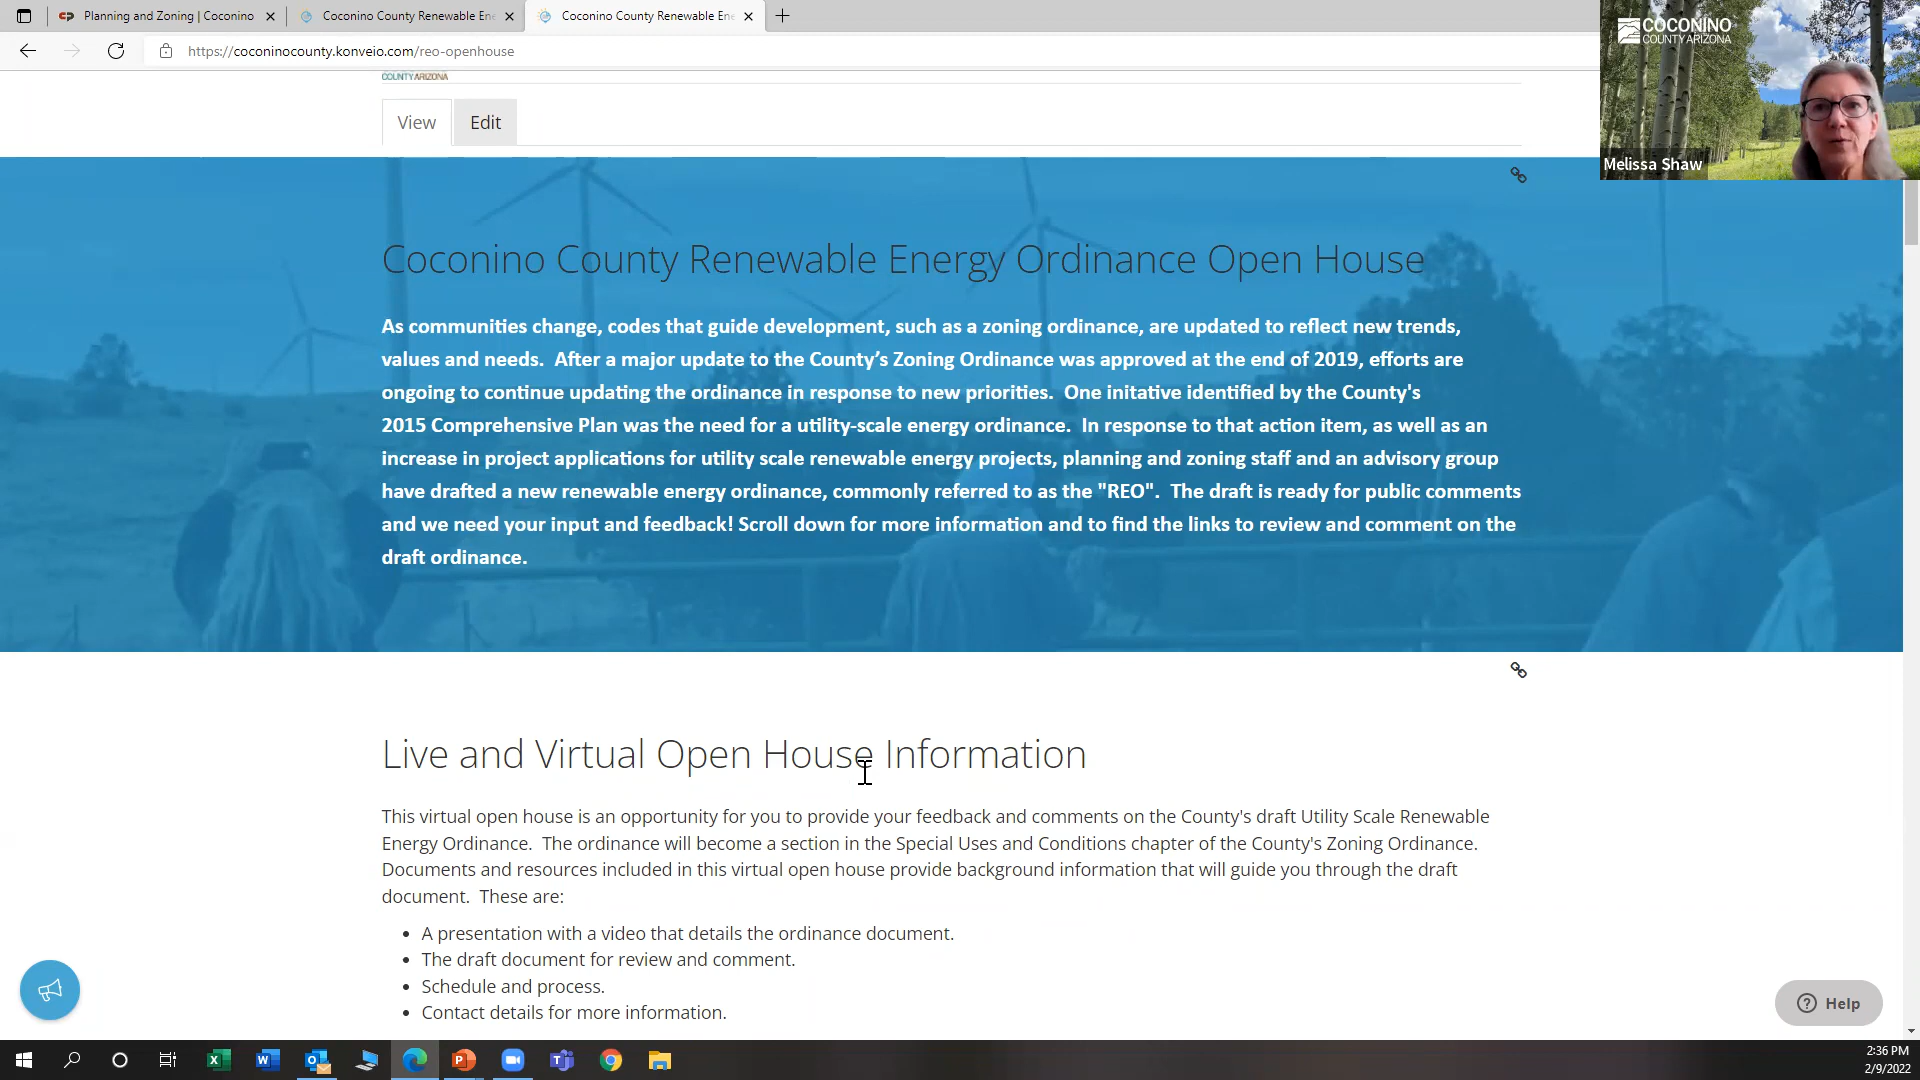 Planning and Zoning | Coconino
Coconino County Renewable En
Coconino County Renewable En
https://coconinocounty.konveio.com/reo-openhouse
COCONINO
COUNTY ARIZONA
Melissa Shaw
COUNTY ARIZONA
View
Edit
Coconino County Renewable Energy Ordinance Open House
As communities change, codes that guide development, such as a zoning ordinance, are updated to reflect new trends,
values and needs. After a major update to the County’s Zoning Ordinance was approved at the end of 2019, efforts are
ongoing to continue updating the ordinance in response to new priorities. One initative identified by the County's
2015 Comprehensive Plan was the need for a utility-scale energy ordinance. In response to that action item, as well as an
increase in project applications for utility scale renewable energy projects, planning and zoning staff and an advisory group
have drafted a new renewable energy ordinance, commonly referred to as the "REO". The draft is ready for public comments
and we need your input and feedback! Scroll down for more information and to find the links to review and comment on the
draft ordinance.
Live and Virtual Open House Information
This virtual open house is an opportunity for you to provide your feedback and comments on the County's draft Utility Scale Renewable
Energy Ordinance. The ordinance will become a section in the Special Uses and Conditions chapter of the County's Zoning Ordinance.
Documents and resources included in this virtual open house provide background information that will guide you through the draft
document. These are:
• A presentation with a video that details the ordinance document.
• The draft document for review and comment.
• Schedule and process.
• Contact details for more information.
Help
2:36 PM
2/9/2022